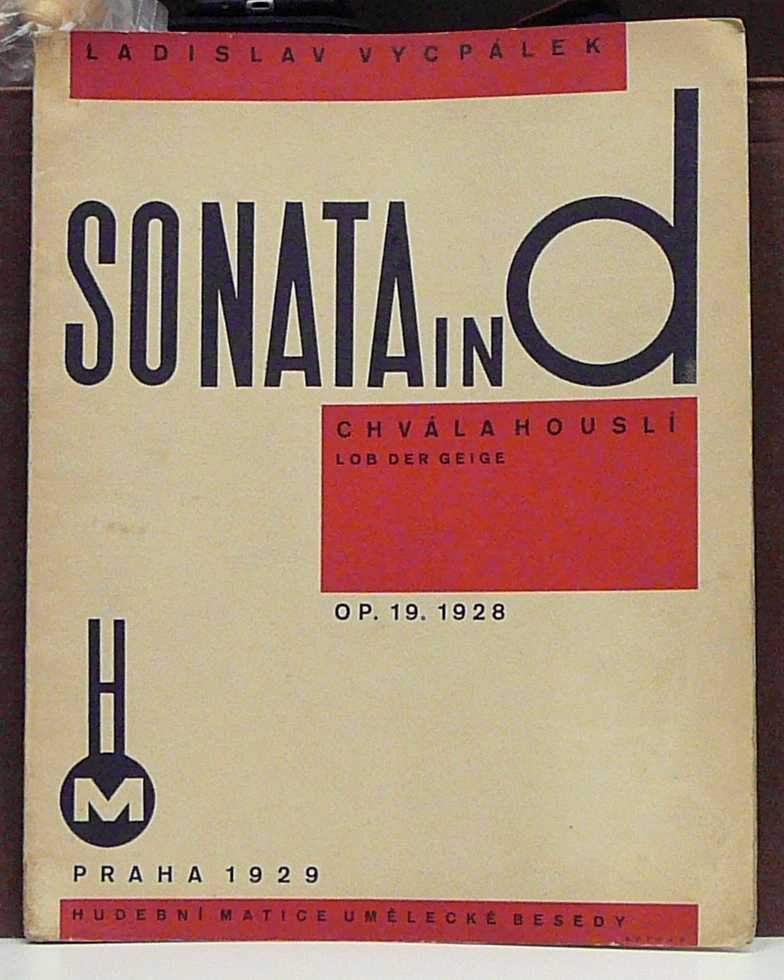 LADISLAV VYCPÁLEK
SONATA IN d
CHVÁLA HOUSLÍ
LOB DER GEIGE
OP. 19. 1928
H
M
PRAHA 1929
HUDEBNÍ MATICE UMĚLECKÉ BESEDY